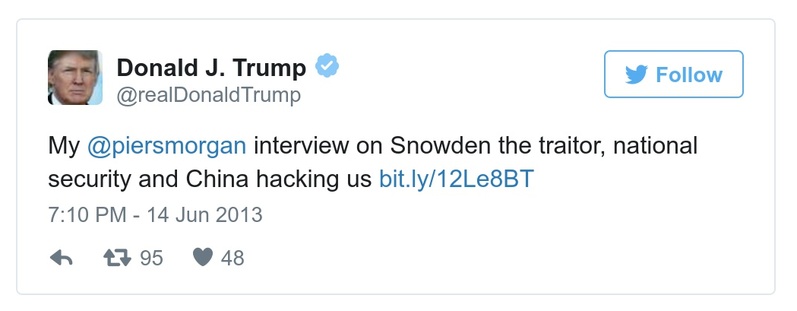 Donald J. Trump
Follow
@realDonaldTrump
My @piersmorgan interview on Snowden the traitor, national
security and China hacking us bit.ly/12Le8BT
7:10 PM - 14 Jun 2013
95 48